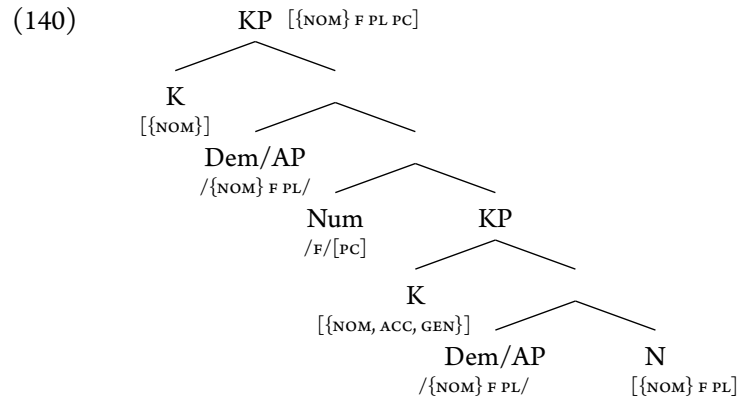 (140) KP [{NOM} F PL PC]
K
[{NOM}]
Dem/AP
/{NOM} F PL/
Num KP
/F/[PC]
K
[{NOM, ACC, GEN}]
Dem/AP N
/{NOM} F PL/ [{NOM} F PL]